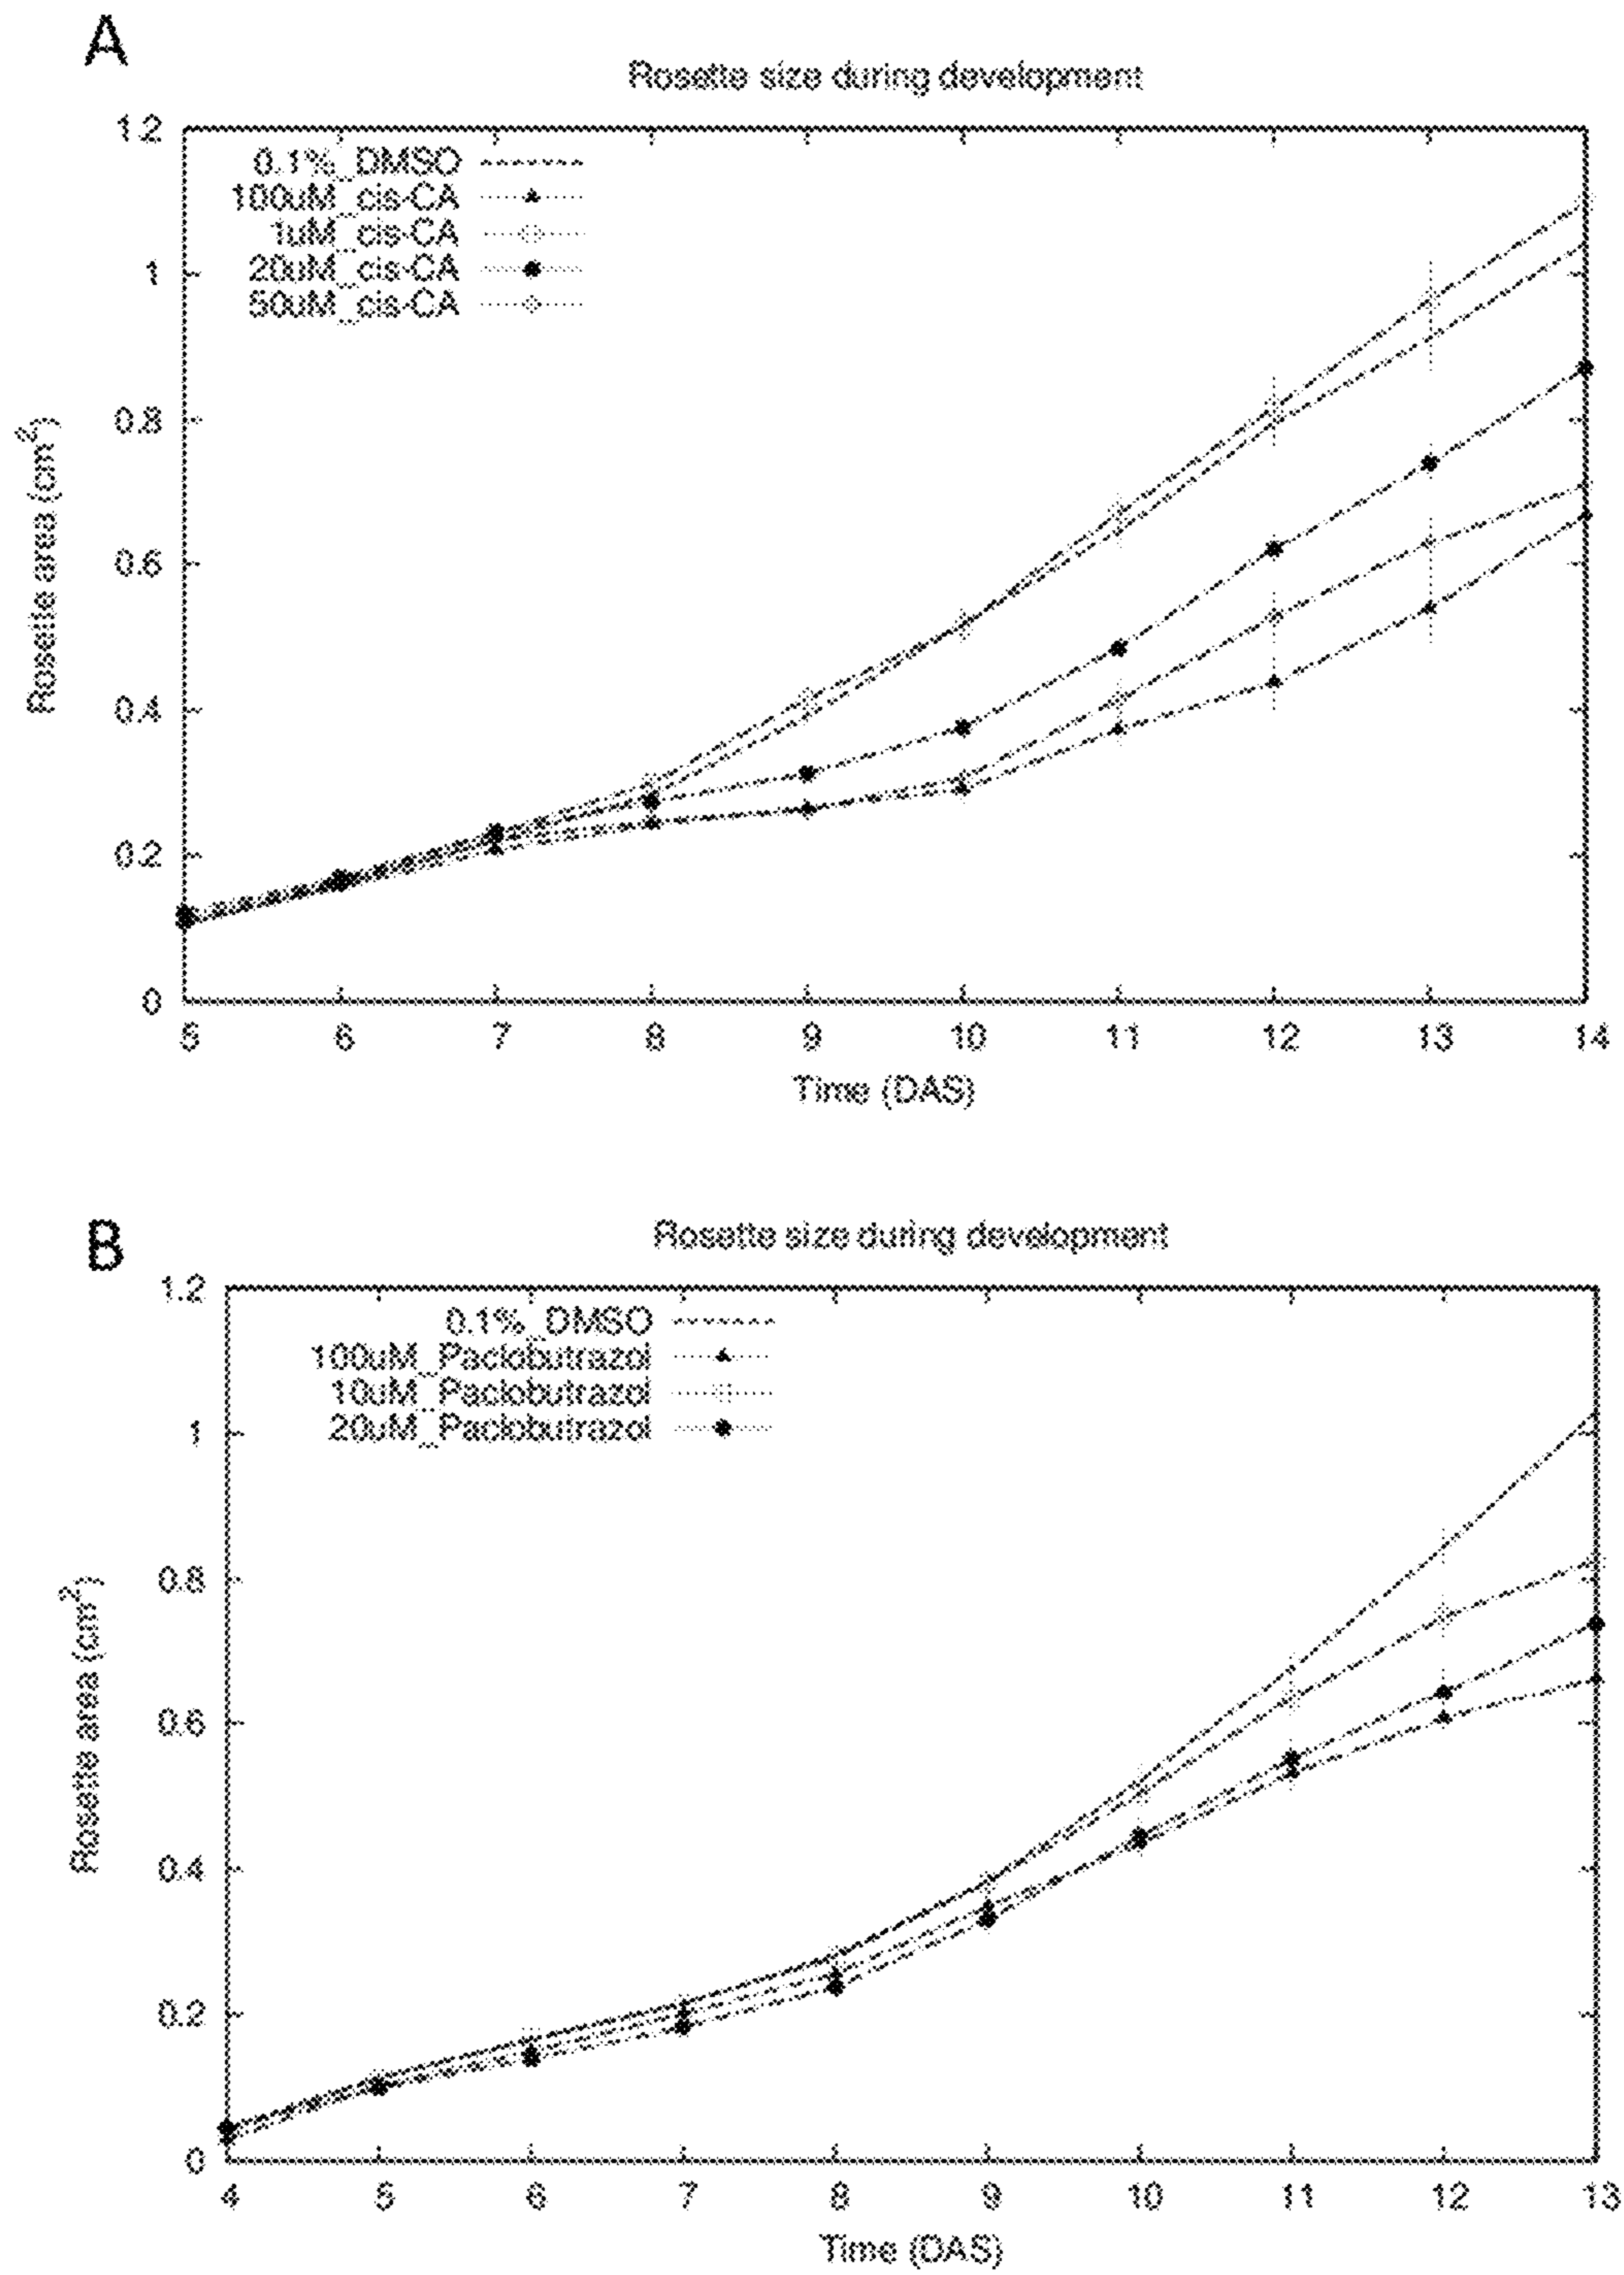 A
Rosette size during development
1.2
1
0.8
0.6
0.4
0.2
0
Rosette area (cm²)
0.1%_DMSO
100uM_cis-CA
1uM_cis-CA
20uM_cis-CA
50uM_cis-CA
5 6 7 8 9 10 11 12 13 14
Time (DAS)
B
Rosette size during development
1.2
1
0.8
0.6
0.4
0.2
0
Rosette area (cm²)
0.1%_DMSO
100uM_Paclobutrazol
10uM_Paclobutrazol
20uM_Paclobutrazol
4 5 6 7 8 9 10 11 12 13
Time (DAS)